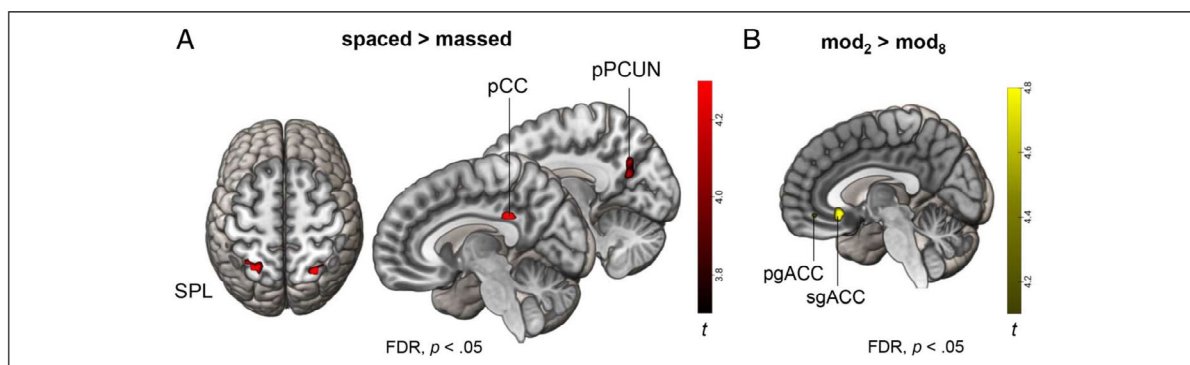 A
spaced > massed
pCC
pPCUN
SPL
4.2
4.0
3.8
t
FDR, p < .05
B
mod₂ > mod₈
pgACC
sgACC
4.8
4.6
4.4
4.2
t
FDR, p < .05